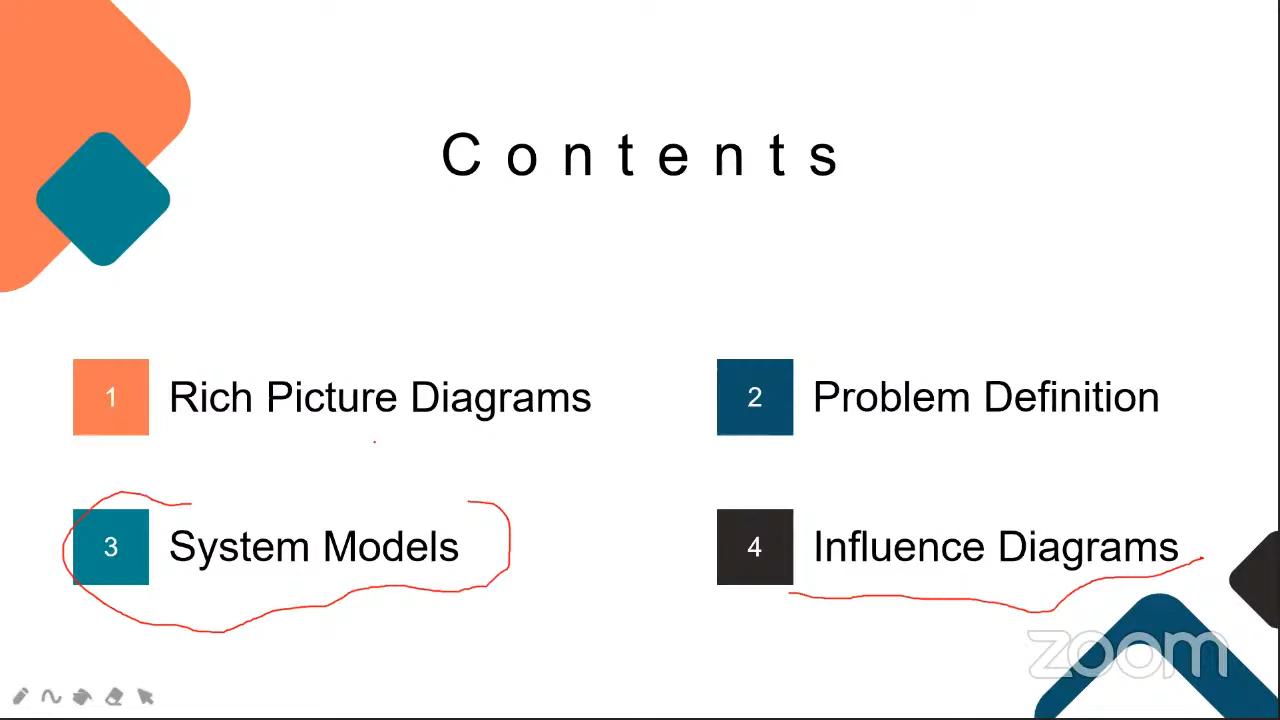 Contents
1 Rich Picture Diagrams
2 Problem Definition
3 System Models
4 Influence Diagrams
zoom